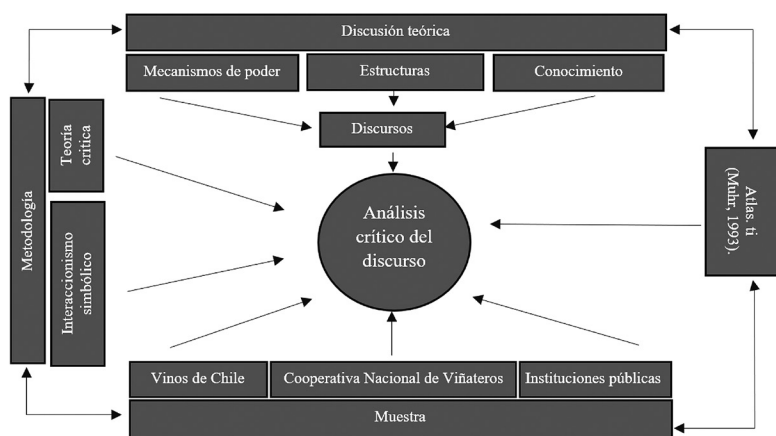 Discusión teórica
Mecanismos de poder
Estructuras
Conocimiento
Discursos
Metodología
Teoría
crítica
Interaccionismo
simbólico
Análisis
crítico del
discurso
Atlas. ti
(Muhr, 1993).
Vinos de Chile
Cooperativa Nacional de Viñateros
Instituciones públicas
Muestra